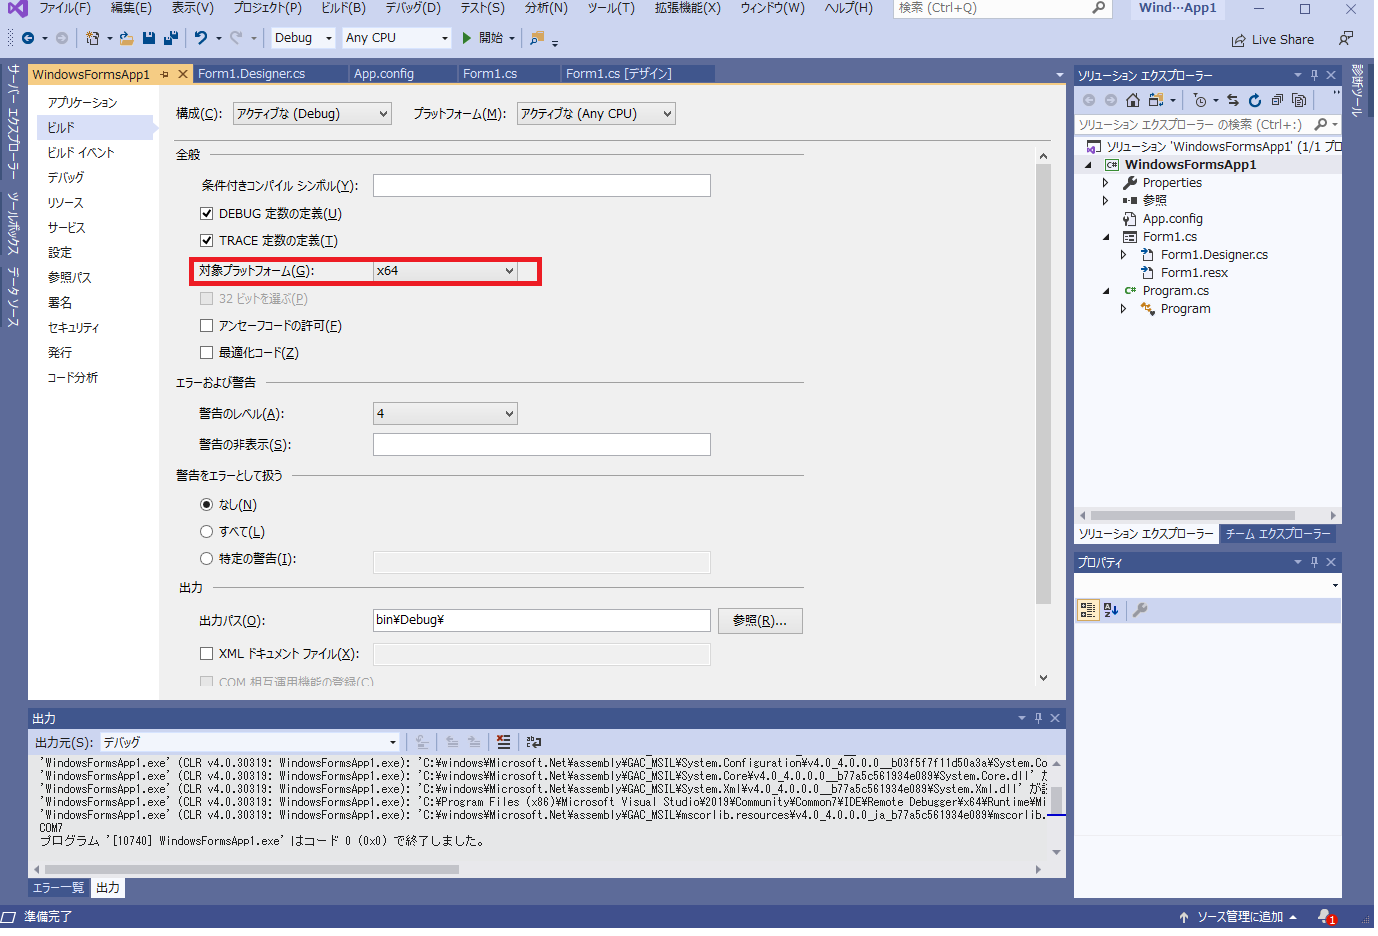 ファイル(F) 編集(E) 表示(V) プロジェクト(P) ビルド(B) デバッグ(D) テスト(S) 分析(N) ツール(T) 拡張機能(X) ウィンドウ(W) ヘルプ(H) 検索 (Ctrl+Q) Wind···App1
Debug Any CPU 開始 Live Share
サーバー エクスプローラー
ツールボックス
データ ソース
WindowsFormsApp1 Form1.Designer.cs App.config Form1.cs Form1.cs [デザイン]
アプリケーション
ビルド
ビルド イベント
デバッグ
リソース
サービス
設定
参照パス
署名
セキュリティ
発行
コード分析
構成(C): アクティブな (Debug) プラットフォーム(M): アクティブな (Any CPU)
全般
条件付きコンパイル シンボル(Y):
DEBUG 定数の定義(U)
TRACE 定数の定義(T)
対象プラットフォーム(G): x64
32 ビットを選ぶ(P)
アンセーフコードの許可(F)
最適化コード(Z)
エラーおよび警告
警告のレベル(A): 4
警告の非表示(S):
警告をエラーとして扱う
なし(N)
すべて(L)
特定の警告(I):
出力
出力パス(O): bin¥Debug¥ 参照(R)...
XML ドキュメント ファイル(X):
COM 相互運用機能の登録(C)
ソリューション エクスプローラー
ソリューション エクスプローラー の検索 (Ctrl+:)
ソリューション 'WindowsFormsApp1' (1/1 プロ
WindowsFormsApp1
Properties
参照
App.config
Form1.cs
Form1.Designer.cs
Form1.resx
Program.cs
Program
ソリューション エクスプローラー チーム エクスプローラー
プロパティ
診断ツール
出力
出力元(S): デバッグ
'WindowsFormsApp1.exe' (CLR v4.0.30319: WindowsFormsApp1.exe): 'C:¥windows¥Microsoft.Net¥assembly¥GAC_MSIL¥System.Configuration¥v4.0_4.0.0.0__b03f5f7f11d50a3a¥System.Co
'WindowsFormsApp1.exe' (CLR v4.0.30319: WindowsFormsApp1.exe): 'C:¥windows¥Microsoft.Net¥assembly¥GAC_MSIL¥System.Core¥v4.0_4.0.0.0__b77a5c561934e089¥System.Core.dll' が
'WindowsFormsApp1.exe' (CLR v4.0.30319: WindowsFormsApp1.exe): 'C:¥windows¥Microsoft.Net¥assembly¥GAC_MSIL¥System.Xml¥v4.0_4.0.0.0__b77a5c561934e089¥System.Xml.dll' が
'WindowsFormsApp1.exe' (CLR v4.0.30319: WindowsFormsApp1.exe): 'C:¥Program Files (x86)¥Microsoft Visual Studio¥2019¥Community¥Common7¥IDE¥Remote Debugger¥x64¥Runtime¥Mi
'WindowsFormsApp1.exe' (CLR v4.0.30319: WindowsFormsApp1.exe): 'C:¥windows¥Microsoft.Net¥assembly¥GAC_MSIL¥mscorlib.resources¥v4.0_4.0.0.0_ja_b77a5c561934e089¥mscorlib.
COM7
プログラム '[10740] WindowsFormsApp1.exe' はコード 0 (0x0) で終了しました。
エラー一覧 出力
準備完了 ソース管理に追加 1